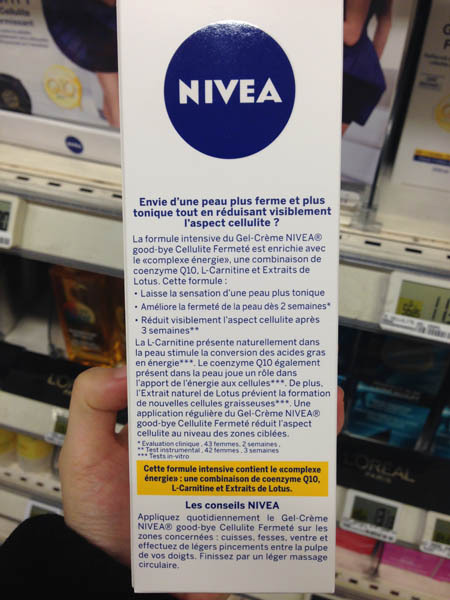 NIVEA
Envie d'une peau plus ferme et plus
tonique tout en réduisant visiblement
l'aspect cellulite ?
La formule intensive du Gel-Crème NIVEA®
good-bye Cellulite Fermeté est enrichie avec
le «complexe énergie», une combinaison de
coenzyme Q10, L-Carnitine et Extraits de
Lotus. Cette formule :
• Laisse la sensation d'une peau plus tonique
• Améliore la fermeté de la peau dès 2 semaines*
• Réduit visiblement l'aspect cellulite après
3 semaines**
La L-Carnitine présente naturellement dans
la peau stimule la conversion des acides gras
en énergie***. Le coenzyme Q10 également
présent dans la peau joue un rôle dans
l'apport de l'énergie aux cellules***. De plus,
l'Extrait naturel de Lotus prévient la formation
de nouvelles cellules graisseuses***. Une
application régulière du Gel-Crème NIVEA®
good-bye Cellulite Fermeté réduit l'aspect
cellulite au niveau des zones ciblées.
* Evaluation clinique , 43 femmes, 2 semaines .
** Test instrumental , 42 femmes , 3 semaines
*** Tests in-vitro
Cette formule intensive contient le «complexe
énergie» : une combinaison de coenzyme Q10,
L-Carnitine et Extraits de Lotus.
Les conseils NIVEA
Appliquez quotidiennement le Gel-Crème
NIVEA® good-bye Cellulite Fermeté sur les
zones concernées : cuisses, fesses, ventre et
effectuez de légers pincements entre la pulpe
de vos doigts. Finissez par un léger massage
circulaire.
Cellulite
Q10
NIVEA
L'ORÉAL
PARIS